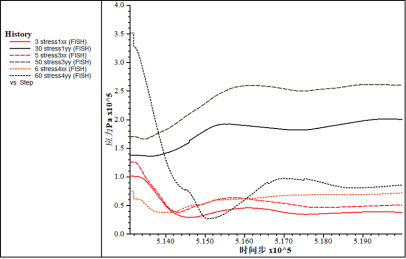 History
3 stress1xx (FISH)
30 stress1yy (FISH)
5 stress3xx (FISH)
50 stress3yy (FISH)
6 stress4xx (FISH)
60 stress4yy (FISH)
vs. Step
应力Pa x10^5
4.0
3.5
3.0
2.5
2.0
1.5
1.0
0.5
0.0
5.140
5.150
5.160
5.170
5.180
5.190
时间步 x10^5